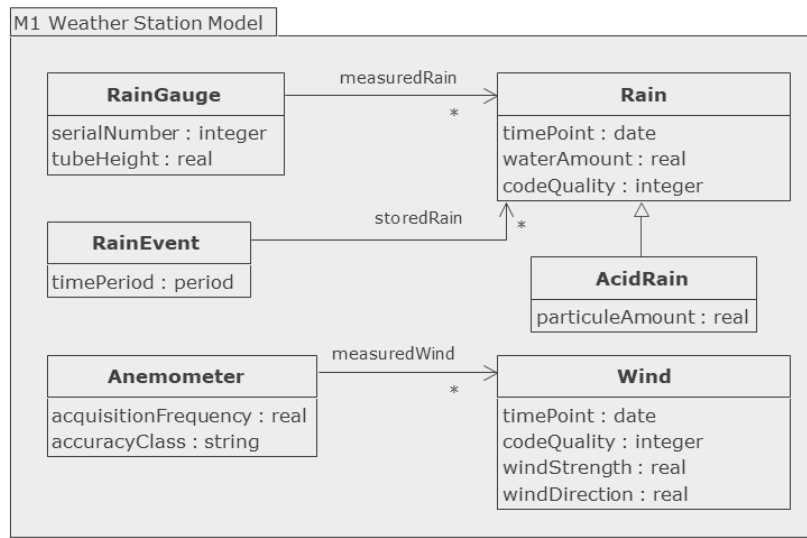 M1 Weather Station Model
RainGauge
serialNumber : integer
tubeHeight : real
measuredRain
*
Rain
timePoint : date
waterAmount : real
codeQuality : integer
RainEvent
timePeriod : period
storedRain
*
AcidRain
particuleAmount : real
Anemometer
acquisitionFrequency : real
accuracyClass : string
measuredWind
*
Wind
timePoint : date
codeQuality : integer
windStrength : real
windDirection : real